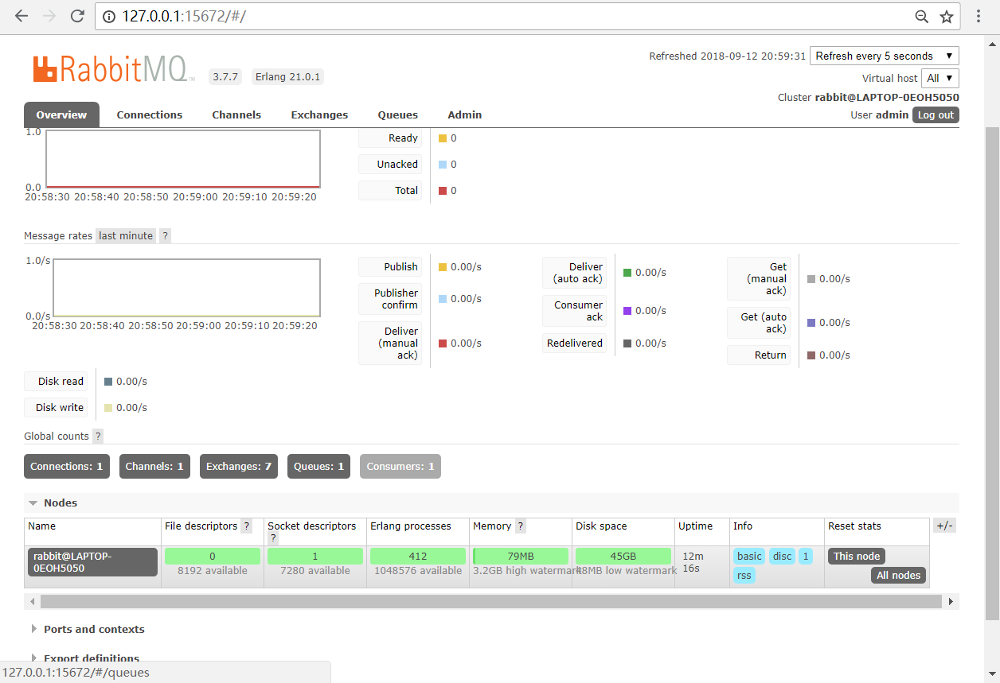 127.0.0.1:15672/#/
RabbitMQ TM 3.7.7 Erlang 21.0.1
Refreshed 2018-09-12 20:59:31 Refresh every 5 seconds
Virtual host All
Cluster rabbit@LAPTOP-0EOH5050
User admin Log out
Overview Connections Channels Exchanges Queues Admin
1.0
0.0
20:58:30 20:58:40 20:58:50 20:59:00 20:59:10 20:59:20
Ready 0
Unacked 0
Total 0
Message rates last minute ?
1.0/s
0.0/s
20:58:30 20:58:40 20:58:50 20:59:00 20:59:10 20:59:20
Publish 0.00/s
Publisher
confirm 0.00/s
Deliver
(manual
ack) 0.00/s
Deliver
(auto ack) 0.00/s
Consumer
ack 0.00/s
Redelivered 0.00/s
Get
(manual
ack) 0.00/s
Get (auto
ack) 0.00/s
Return 0.00/s
Disk read 0.00/s
Disk write 0.00/s
Global counts ?
Connections: 1 Channels: 1 Exchanges: 7 Queues: 1 Consumers: 1
Nodes
Name File descriptors ? Socket descriptors ? Erlang processes Memory ? Disk space Uptime Info Reset stats +/-
rabbit@LAPTOP-
0EOH5050
0
8192 available
1
7280 available
412
1048576 available
79MB
3.2GB high watermark
45GB
48MB low watermark
12m
16s
basic disc 1
rss
This node
All nodes
Ports and contexts
Export definitions
127.0.0.1:15672/#/queues